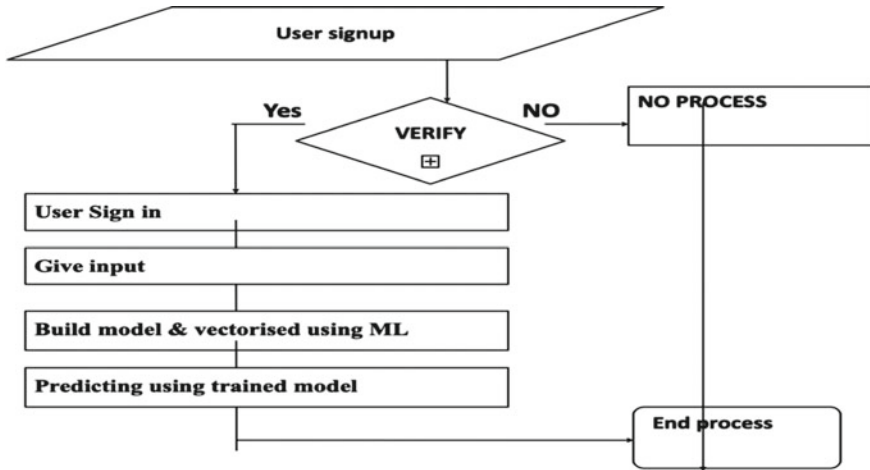 User signup
Yes
NO
NO PROCESS
VERIFY
User Sign in
Give input
Build model & vectorised using ML
Predicting using trained model
End process